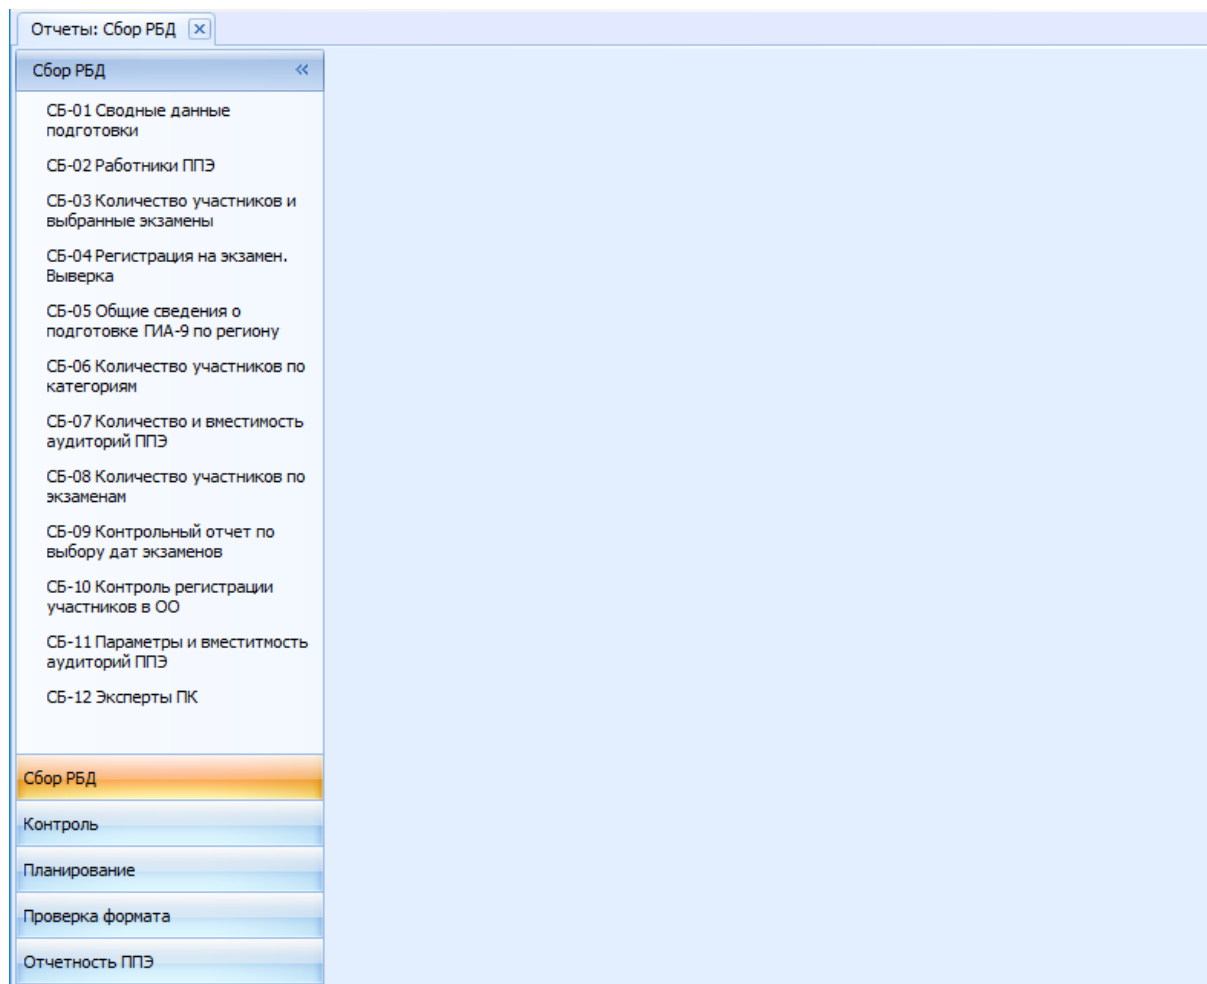 Отчеты: Сбор РБД
Сбор РБД
СБ-01 Сводные данные
подготовки
СБ-02 Работники ППЭ
СБ-03 Количество участников и
выбранные экзамены
СБ-04 Регистрация на экзамен.
Выверка
СБ-05 Общие сведения о
подготовке ГИА-9 по региону
СБ-06 Количество участников по
категориям
СБ-07 Количество и вместимость
аудиторий ППЭ
СБ-08 Количество участников по
экзаменам
СБ-09 Контрольный отчет по
выбору дат экзаменов
СБ-10 Контроль регистрации
участников в ОО
СБ-11 Параметры и вместитмость
аудиторий ППЭ
СБ-12 Эксперты ПК
Сбор РБД
Контроль
Планирование
Проверка формата
Отчетность ППЭ